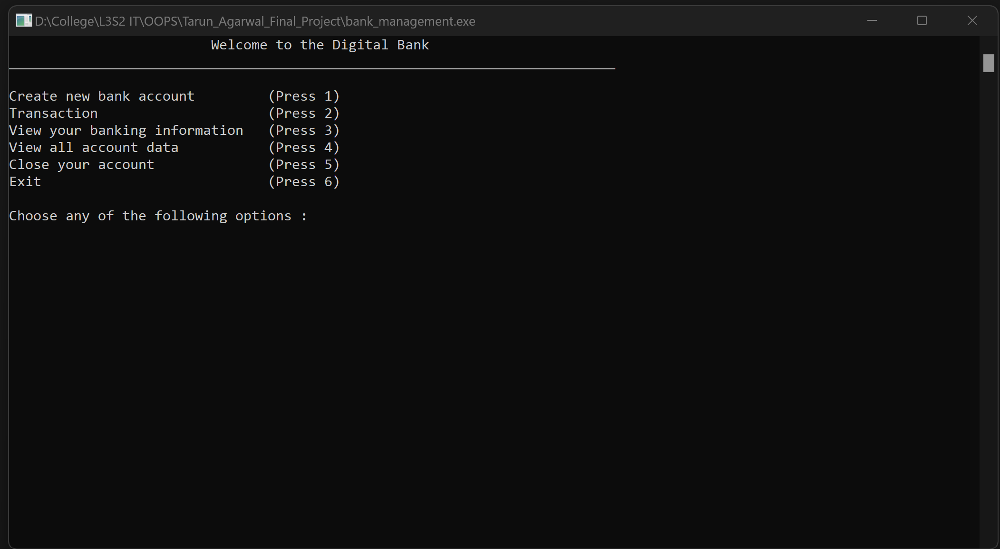 D:\College\L3S2 IT\OOPS\Tarun_Agarwal_Final_Project\bank_management.exe
Welcome to the Digital Bank
Create new bank account (Press 1)
Transaction (Press 2)
View your banking information (Press 3)
View all account data (Press 4)
Close your account (Press 5)
Exit (Press 6)
Choose any of the following options :